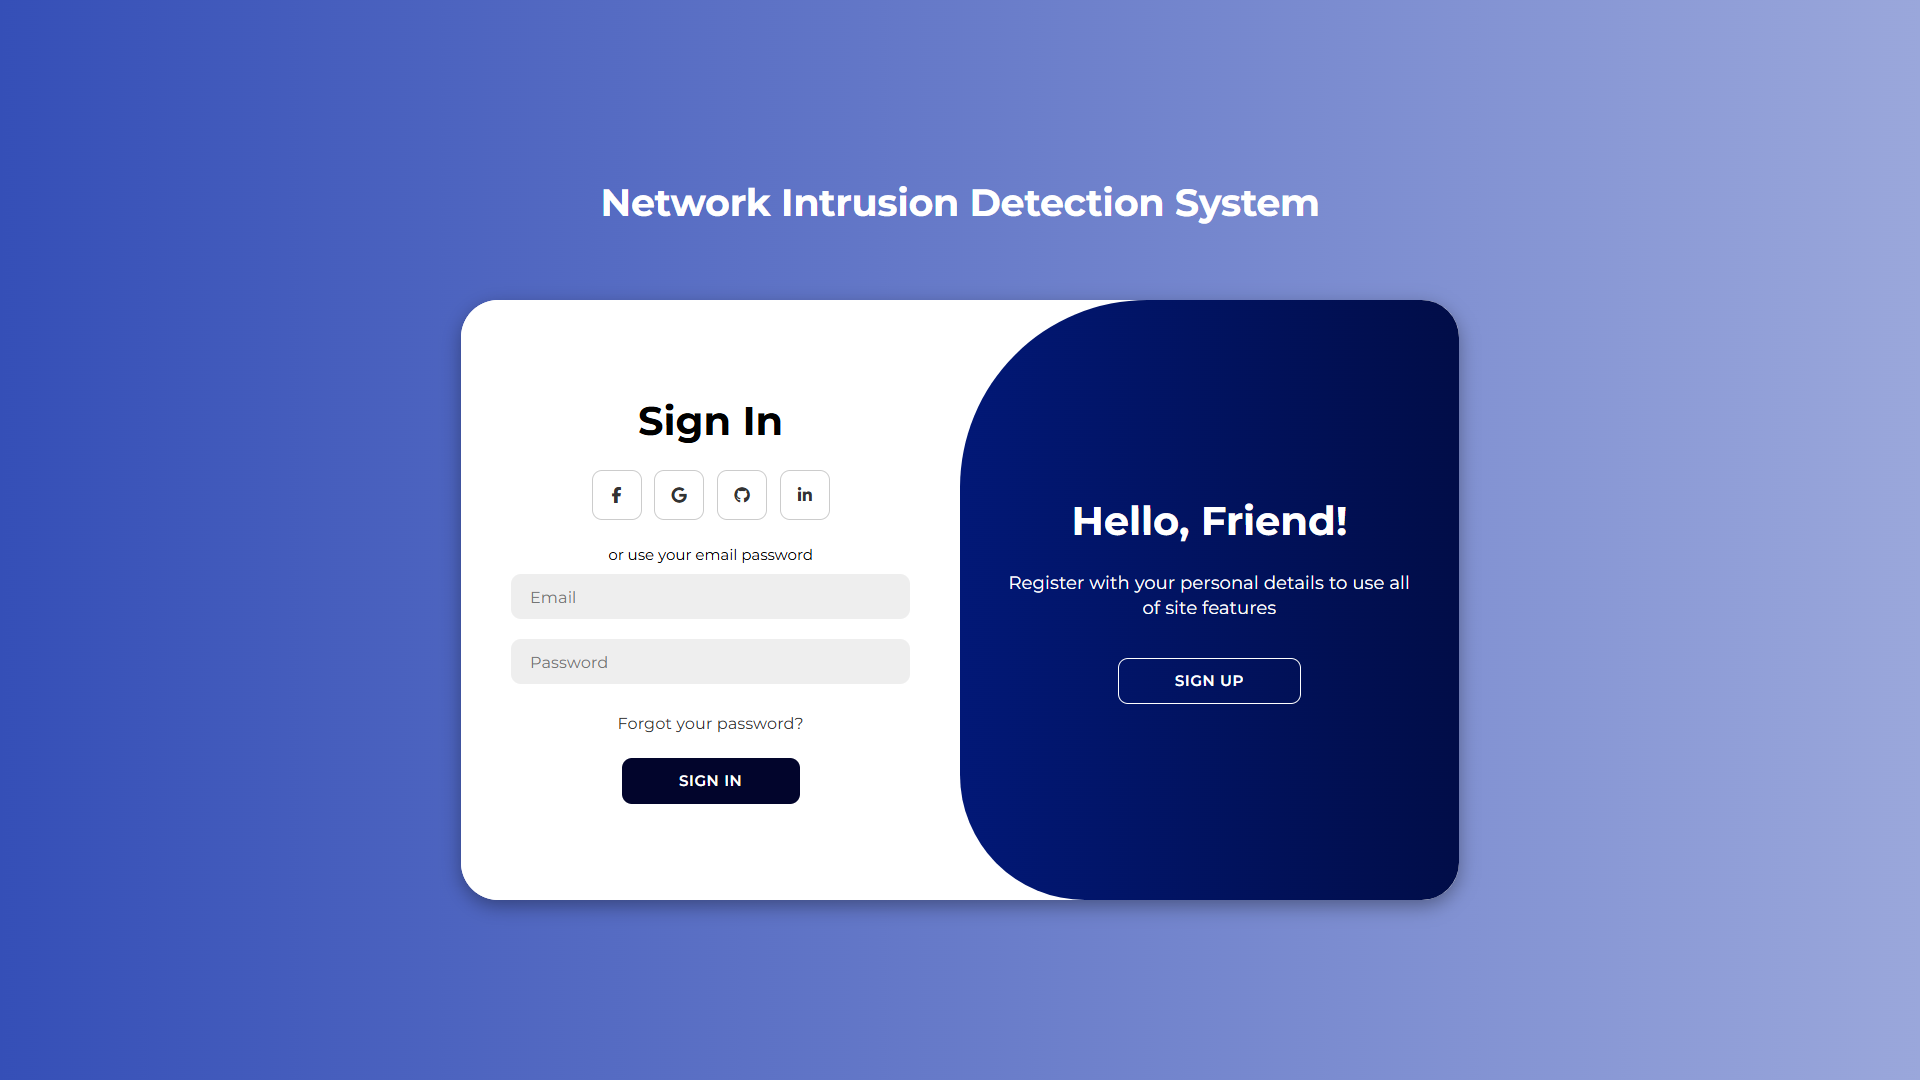 Network Intrusion Detection System
Sign In
or use your email password
Email
Password
Forgot your password?
SIGN IN
Hello, Friend!
Register with your personal details to use all
of site features
SIGN UP